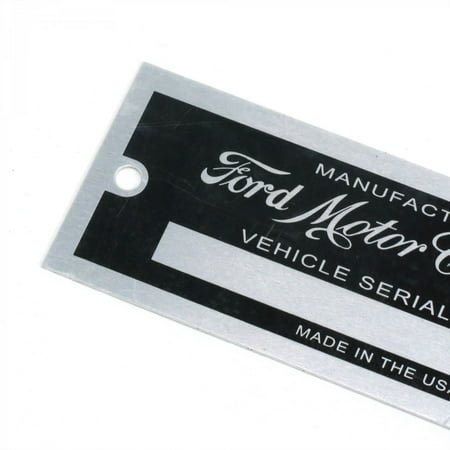 MANUFACT
Ford Motor C
VEHICLE SERIAL
MADE IN THE USA